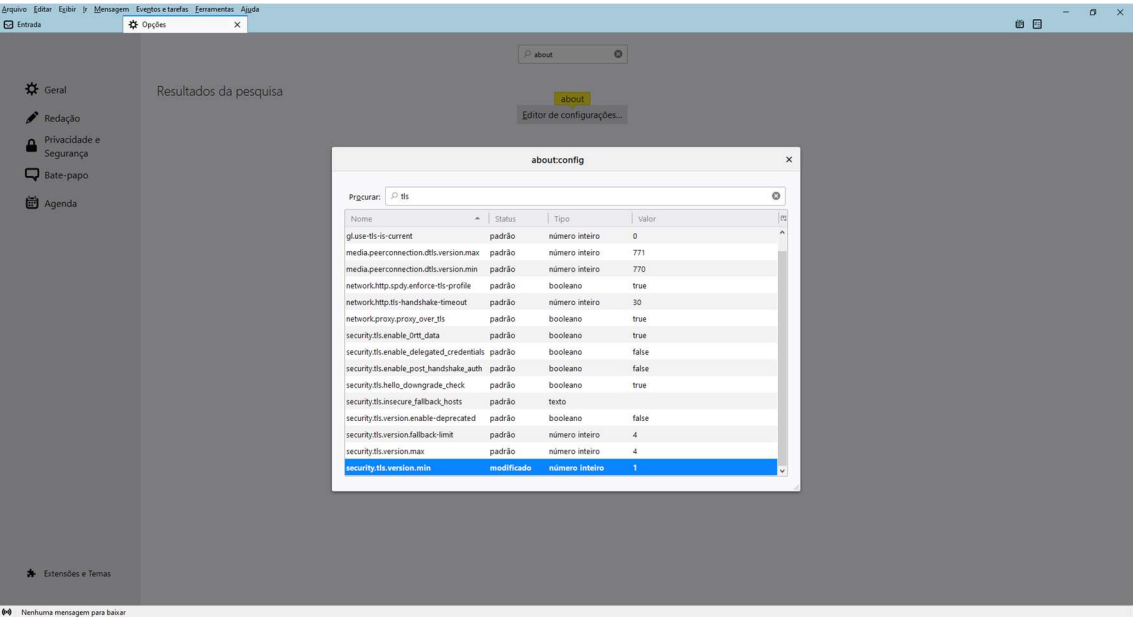 Arquivo Editar Exibir Ir Mensagem Eventos e tarefas Ferramentas Ajuda
Entrada Opções
about
Geral Resultados da pesquisa
about
Redação Editor de configurações...
Privacidade e
Segurança
Bate-papo
Agenda
about:config
Procurar: tls
Nome Status Tipo Valor
gl.use-tls-is-current padrão número inteiro 0
media.peerconnection.dtls.version.max padrão número inteiro 771
media.peerconnection.dtls.version.min padrão número inteiro 770
network.http.spdy.enforce-tls-profile padrão booleano true
network.http.tls-handshake-timeout padrão número inteiro 30
network.proxy.proxy_over_tls padrão booleano true
security.tls.enable_0rtt_data padrão booleano true
security.tls.enable_delegated_credentials padrão booleano false
security.tls.enable_post_handshake_auth padrão booleano false
security.tls.hello_downgrade_check padrão booleano true
security.tls.insecure_fallback_hosts padrão texto
security.tls.version.enable-deprecated padrão booleano false
security.tls.version.fallback-limit padrão número inteiro 4
security.tls.version.max padrão número inteiro 4
security.tls.version.min modificado número inteiro 1
Extensões e Temas
Nenhuma mensagem para baixar